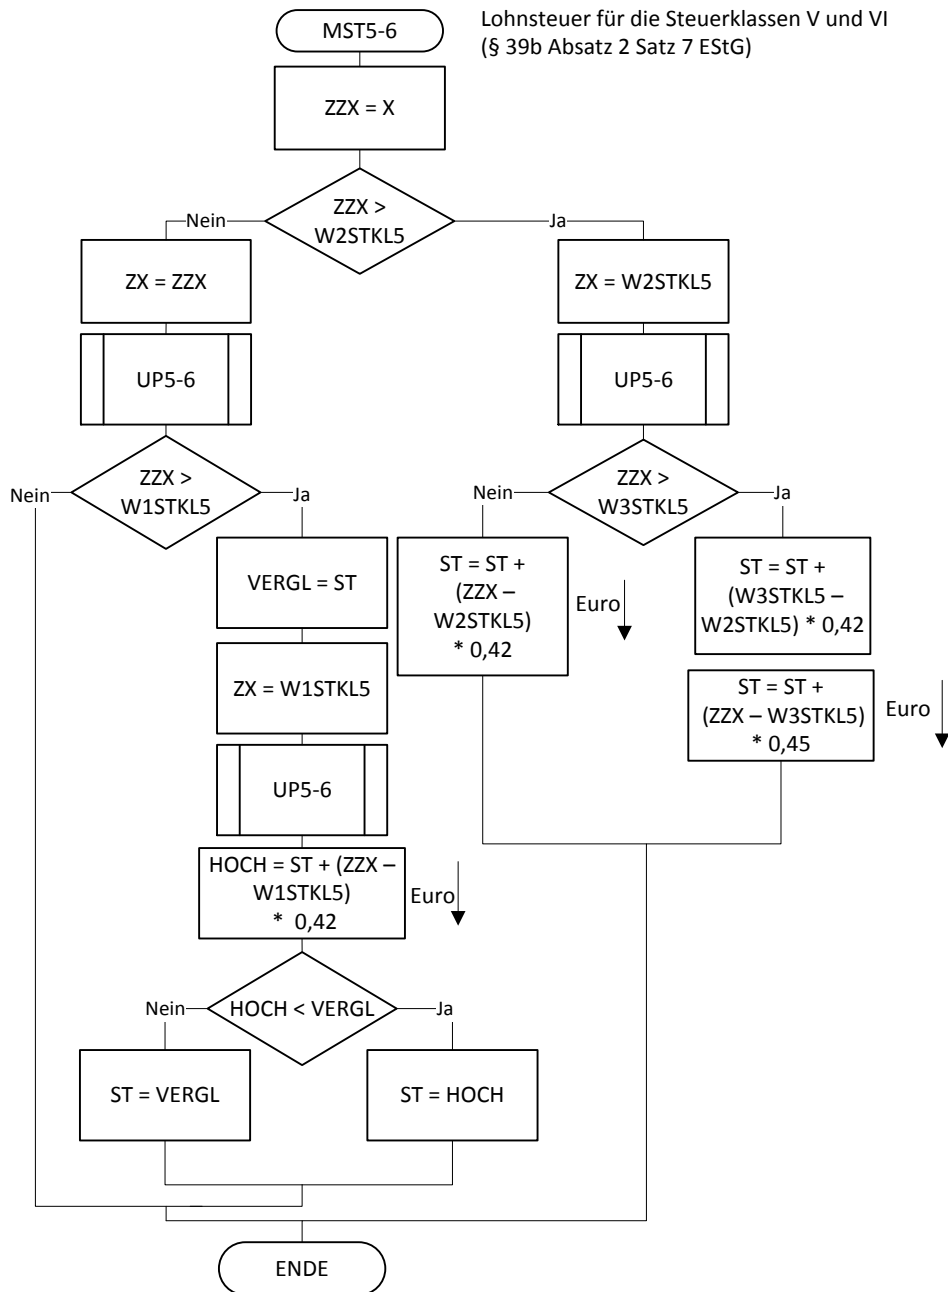 MST5-6
Lohnsteuer für die Steuerklassen V und VI
(§ 39b Absatz 2 Satz 7 EStG)
ZZX = X
ZZX >
W2STKL5
Nein
Ja
ZX = ZZX
ZX = W2STKL5
UP5-6
UP5-6
ZZX >
W1STKL5
Nein
Ja
ZZX >
W3STKL5
Nein
Ja
VERGL = ST
ST = ST +
(ZZX –
W2STKL5)
* 0,42
Euro
ST = ST +
(W3STKL5 –
W2STKL5) * 0,42
ZX = W1STKL5
ST = ST +
(ZZX – W3STKL5)
* 0,45
Euro
UP5-6
HOCH = ST + (ZZX –
W1STKL5)
* 0,42
Euro
HOCH < VERGL
Nein
Ja
ST = VERGL
ST = HOCH
ENDE